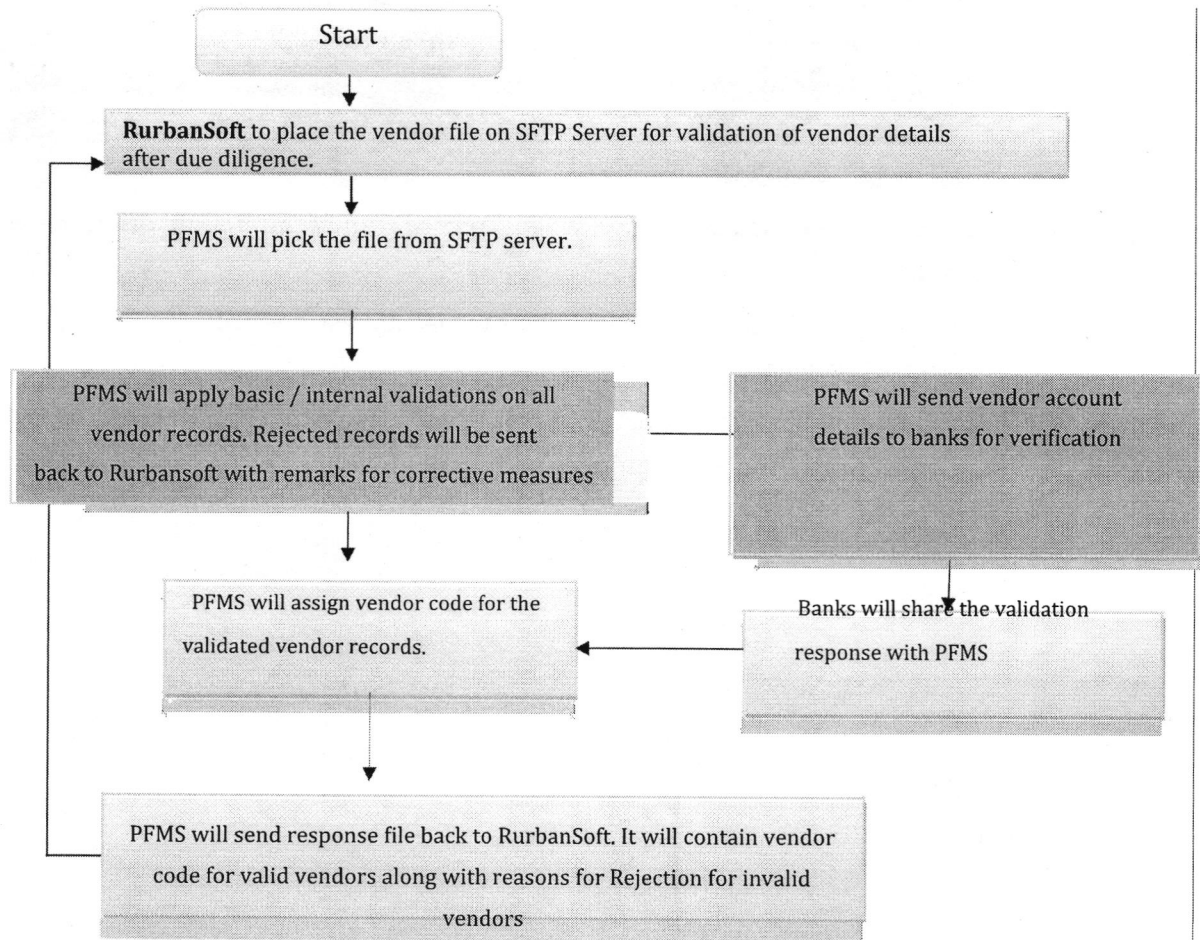 Start
RurbanSoft to place the vendor file on SFTP Server for validation of vendor details
after due diligence.
PFMS will pick the file from SFTP server.
PFMS will apply basic / internal validations on all
vendor records. Rejected records will be sent
back to Rurbansoft with remarks for corrective measures
PFMS will send vendor account
details to banks for verification
PFMS will assign vendor code for the
validated vendor records.
Banks will share the validation
response with PFMS
PFMS will send response file back to RurbanSoft. It will contain vendor
code for valid vendors along with reasons for Rejection for invalid
vendors